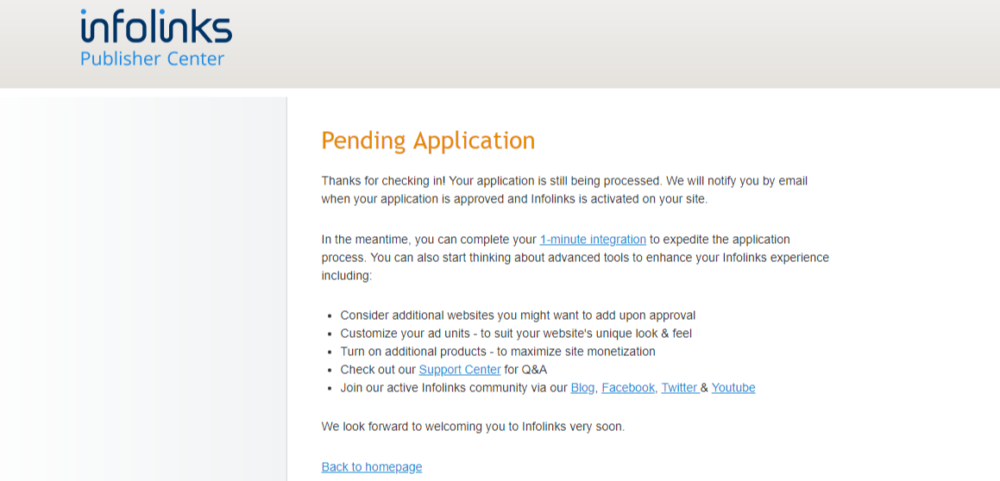 infolinks
Publisher Center
Pending Application
Thanks for checking in! Your application is still being processed. We will notify you by email
when your application is approved and Infolinks is activated on your site.
In the meantime, you can complete your 1-minute integration to expedite the application
process. You can also start thinking about advanced tools to enhance your Infolinks experience
including:
• Consider additional websites you might want to add upon approval
• Customize your ad units - to suit your website's unique look & feel
• Turn on additional products - to maximize site monetization
• Check out our Support Center for Q&A
• Join our active Infolinks community via our Blog, Facebook, Twitter & Youtube
We look forward to welcoming you to Infolinks very soon.
Back to homepage